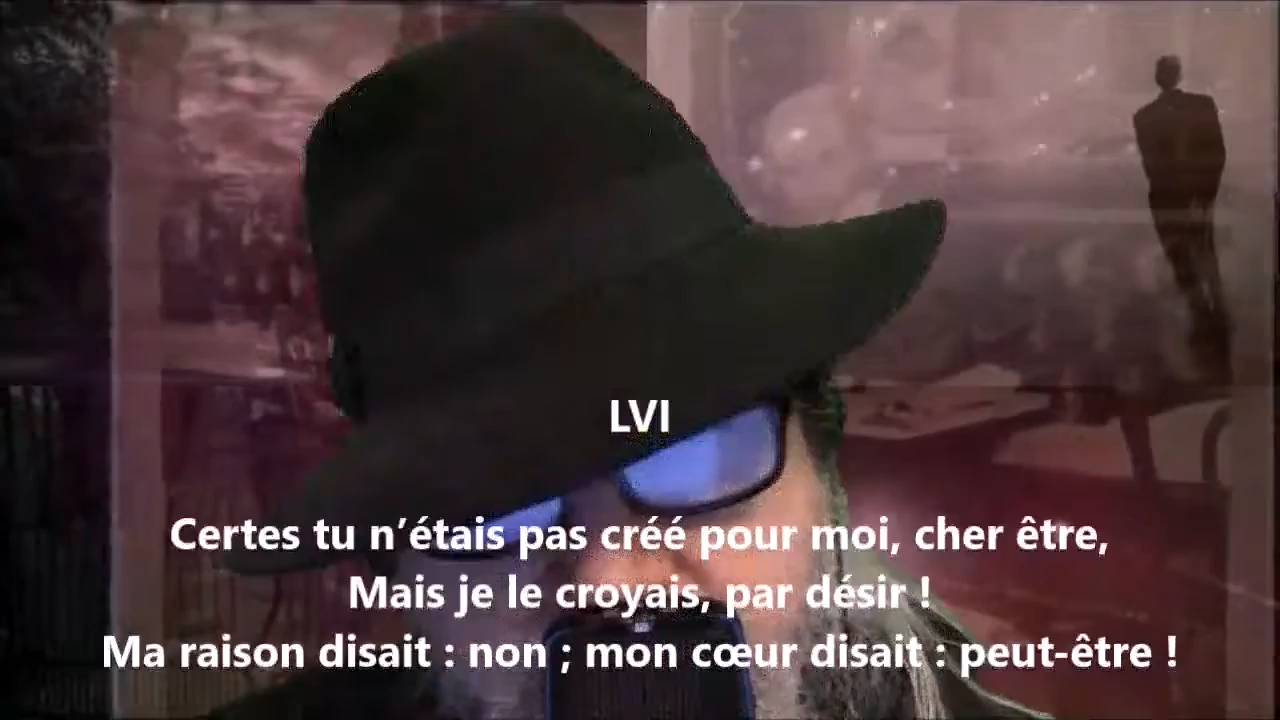 LVI
Certes tu n’étais pas créé pour moi, cher être,
Mais je le croyais, par désir !
Ma raison disait : non ; mon cœur disait : peut-être !